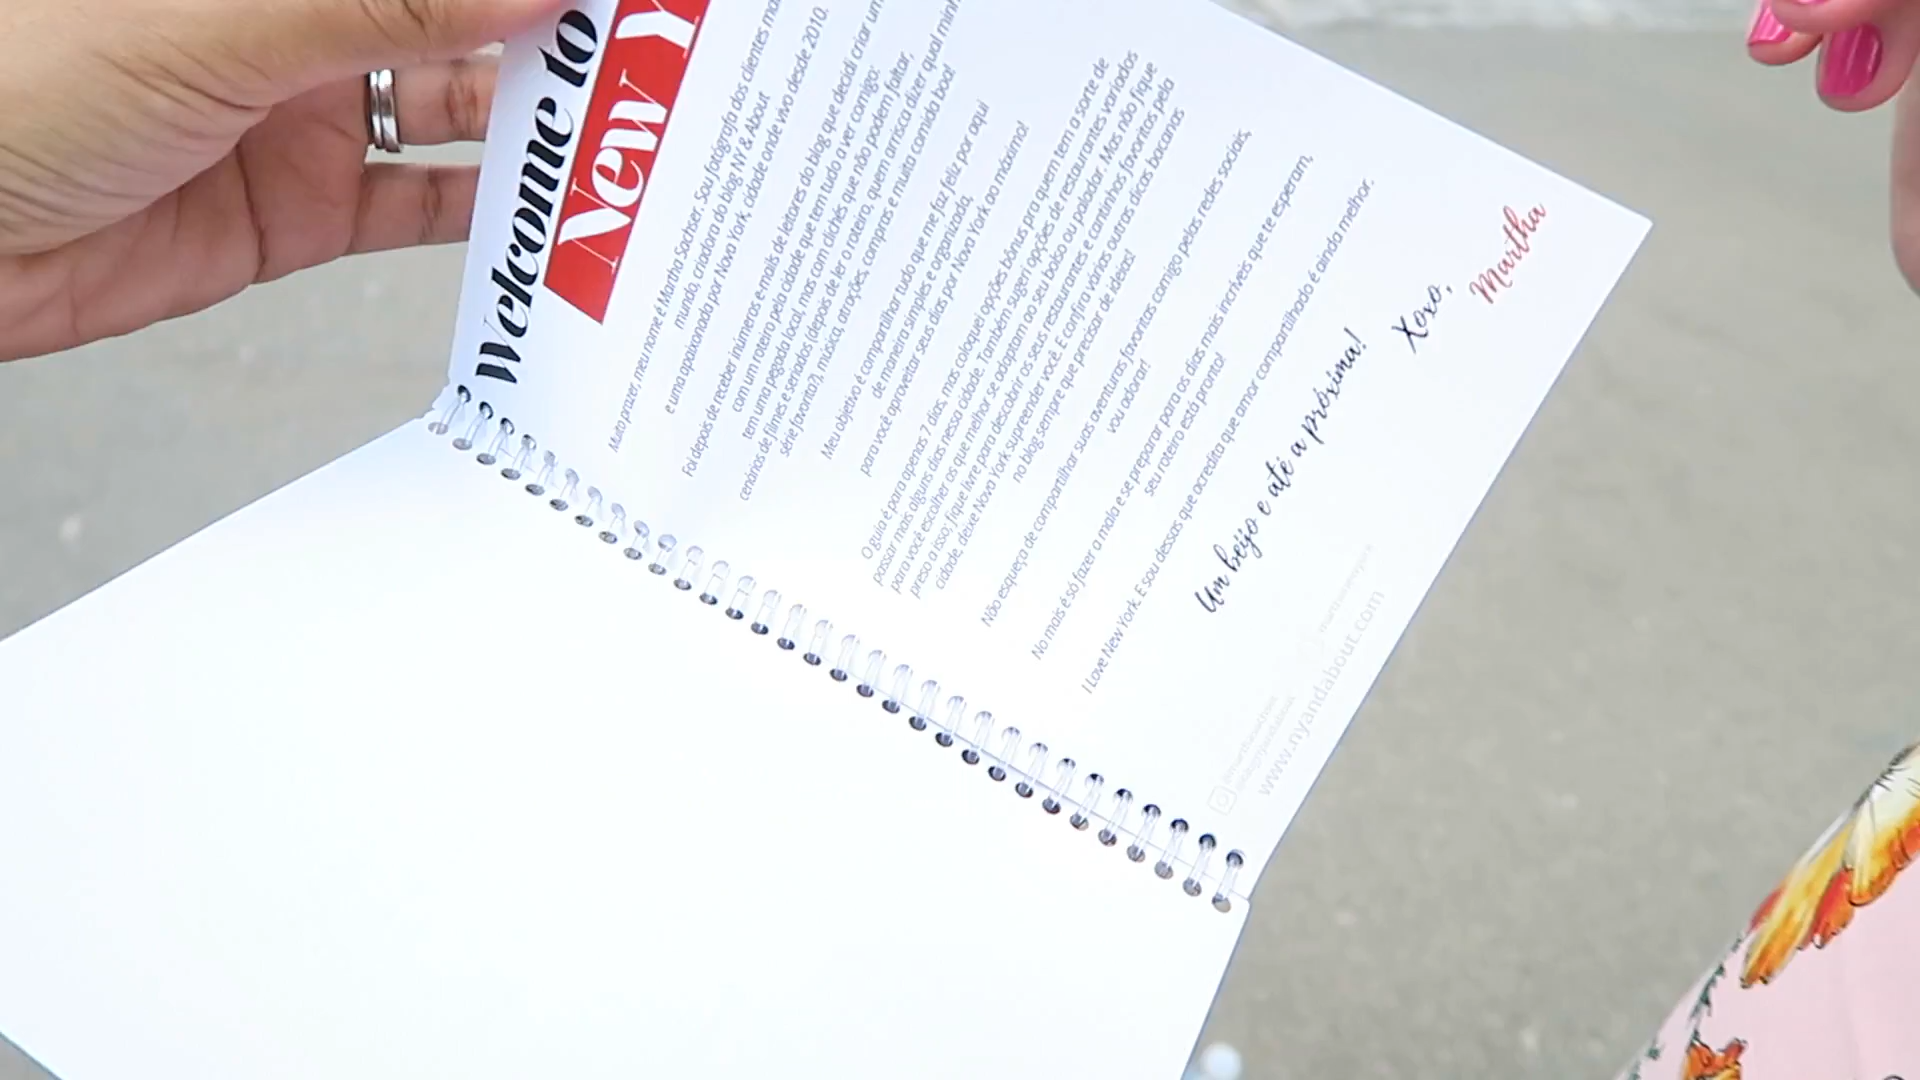 Welcome to
New Y
Muito prazer, meu nome é Martha Sachser. Sou fotógrafa dos clientes mai
mundo, criadora do blog NY & About
e uma apaixonada por Nova York, cidade onde vivo desde 2010.
Foi depois de receber inúmeros e-mails de leitores do blog que decidi criar um
com um roteiro pela cidade que tem tudo a ver comigo:
tem uma pegada local, mas com clichês que não podem faltar,
cenários de filmes e seriados (depois de ler o roteiro, quem arrisca dizer qual minh
série favorita?), música, atrações, compras e muita comida boa!
Meu objetivo é compartilhar tudo que me faz feliz por aqui
de maneira simples e organizada,
para você aproveitar seus dias por Nova York ao máximo!
O guia é para apenas 7 dias, mas coloquei opções bônus pra quem tem a sorte de
passar mais alguns dias nessa cidade. Também sugeri opções de restaurantes variados
para você escolher os que melhor se adaptam ao seu bolso ou paladar. Mas não fique
preso a isso; fique livre para descobrir os seus restaurantes e cantinhos favoritos pela
cidade, deixe Nova York surpreender você. E confira várias outras dicas bacanas
no blog sempre que precisar de ideias!
Não esqueça de compartilhar suas aventuras favoritas comigo pelas redes sociais,
vou adorar!
No mais é só fazer a mala e se preparar para os dias mais incríveis que te esperam,
seu roteiro está pronto!
I Love New York. E sou dessas que acredita que amor compartilhado é ainda melhor.
Um beijo e até a próxima!
Xoxo,
Martha
www.nyandabout.com